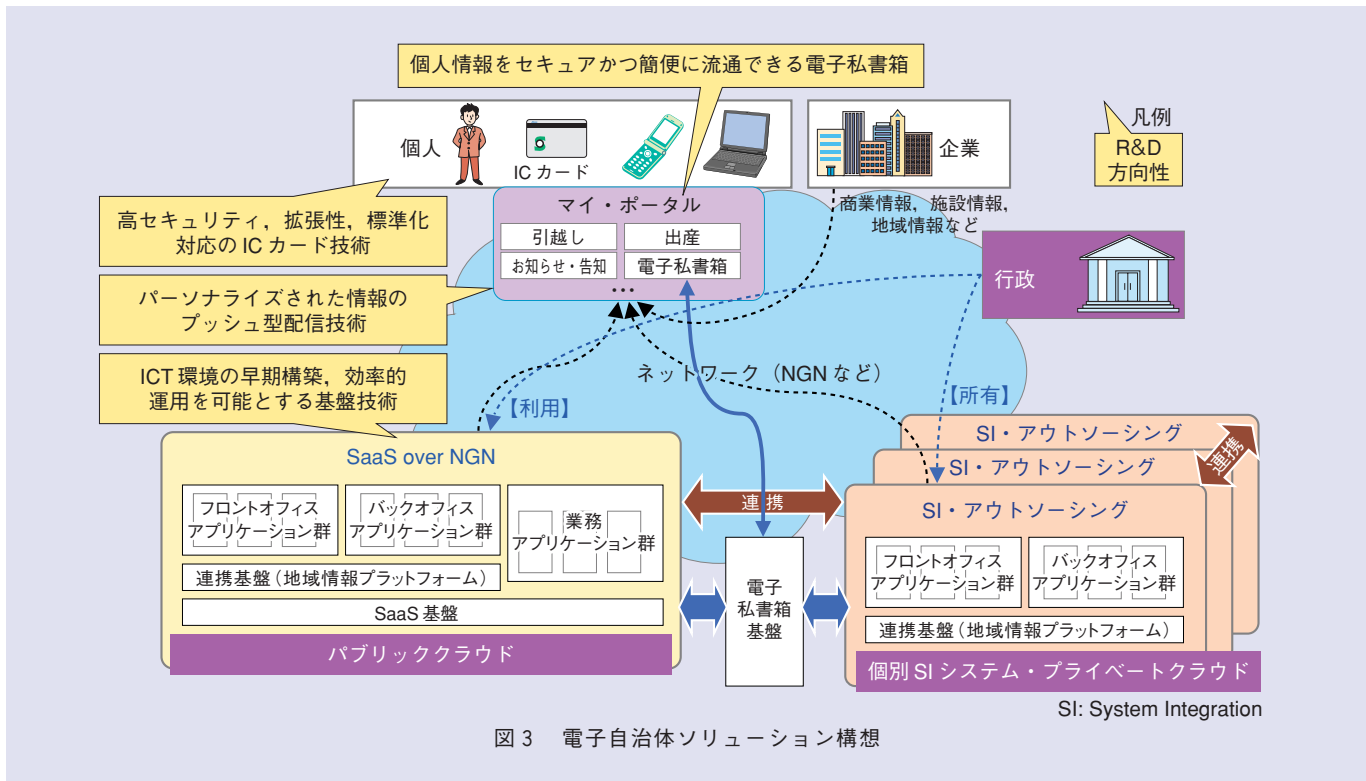 個人情報をセキュアかつ簡便に流通できる電子私書箱
個人
ICカード
企業
凡例
R&D
方向性
高セキュリティ，拡張性，標準化
対応のICカード技術
マイ・ポータル
引越し
出産
お知らせ・告知
電子私書箱
…
商業情報，施設情報，
地域情報など
行政
パーソナライズされた情報の
プッシュ型配信技術
ICT環境の早期構築，効率的
運用を可能とする基盤技術
ネットワーク（NGNなど）
【利用】
【所有】
SaaS over NGN
フロントオフィス
アプリケーション群
バックオフィス
アプリケーション群
業務
アプリケーション群
連携基盤（地域情報プラットフォーム）
SaaS基盤
パブリッククラウド
連携
電子
私書箱
基盤
SI・アウトソーシング
SI・アウトソーシング
SI・アウトソーシング
連携
フロントオフィス
アプリケーション群
バックオフィス
アプリケーション群
連携基盤（地域情報プラットフォーム）
個別SIシステム・プライベートクラウド
SI: System Integration
図3　電子自治体ソリューション構想